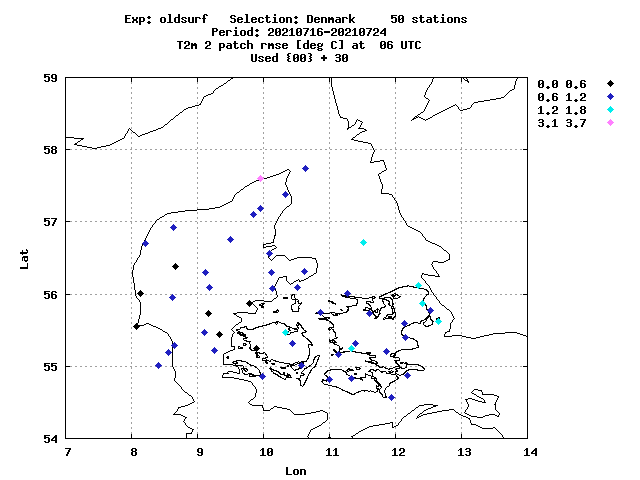 Exp: oldsurf   Selection: Denmark     50 stations
Period: 20210716-20210724
T2m 2 patch rmse [deg C] at  06 UTC
Used {00} + 30
0.0 0.6
0.6 1.2
1.2 1.8
3.1 3.7
59
58
57
56
55
54
Lat
7 8 9 10 11 12 13 14
Lon